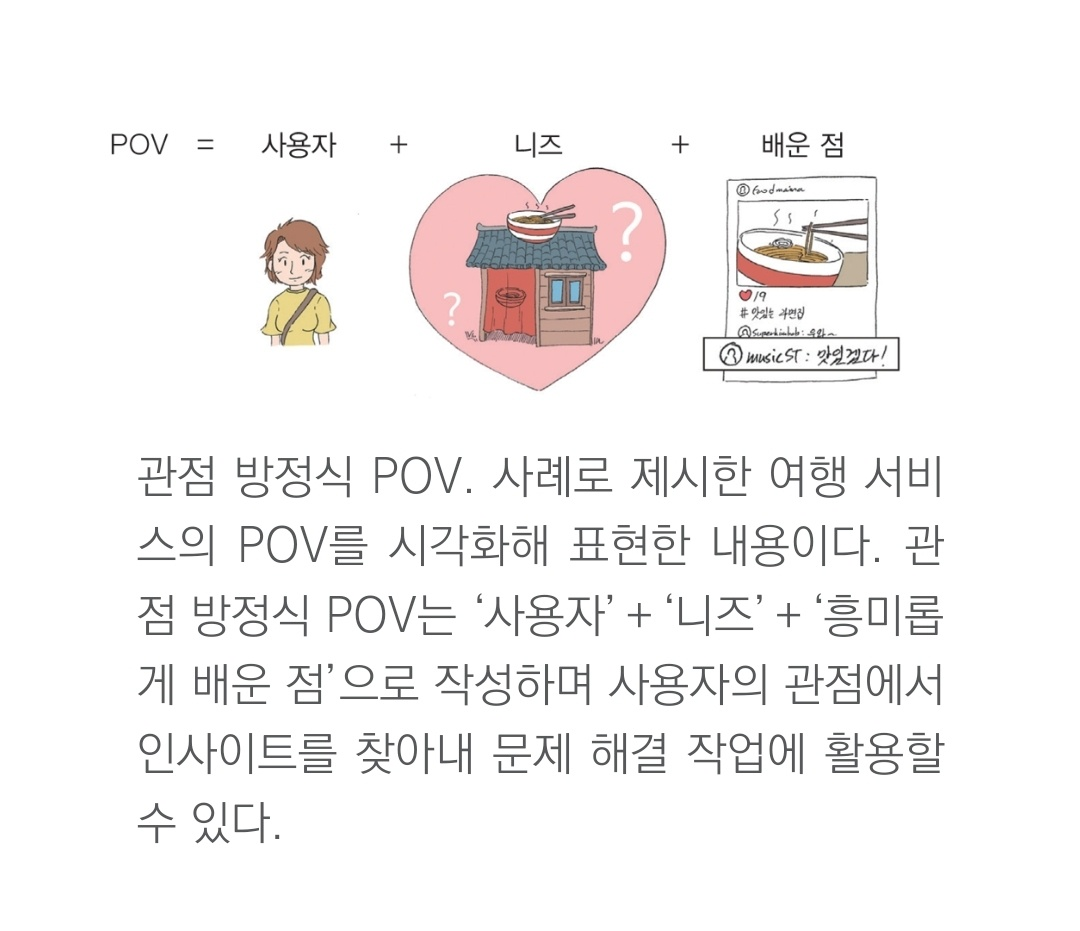 POV = 사용자 + 니즈 + 배운 점
?
?
19
# 맛있는 라면집
musicST : 맛있겠다!
관점 방정식 POV. 사례로 제시한 여행 서비
스의 POV를 시각화해 표현한 내용이다. 관
점 방정식 POV는 ‘사용자’ + ‘니즈’ + ‘흥미롭
게 배운 점’으로 작성하며 사용자의 관점에서
인사이트를 찾아내 문제 해결 작업에 활용할
수 있다.